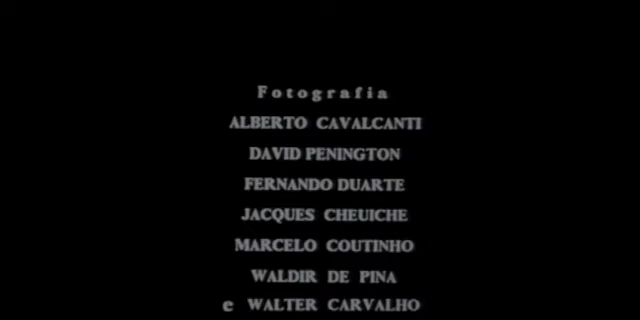 Fotografia
ALBERTO CAVALCANTI
DAVID PENINGTON
FERNANDO DUARTE
JACQUES CHEUICHE
MARCELO COUTINHO
WALDIR DE PINA
e WALTER CARVALHO